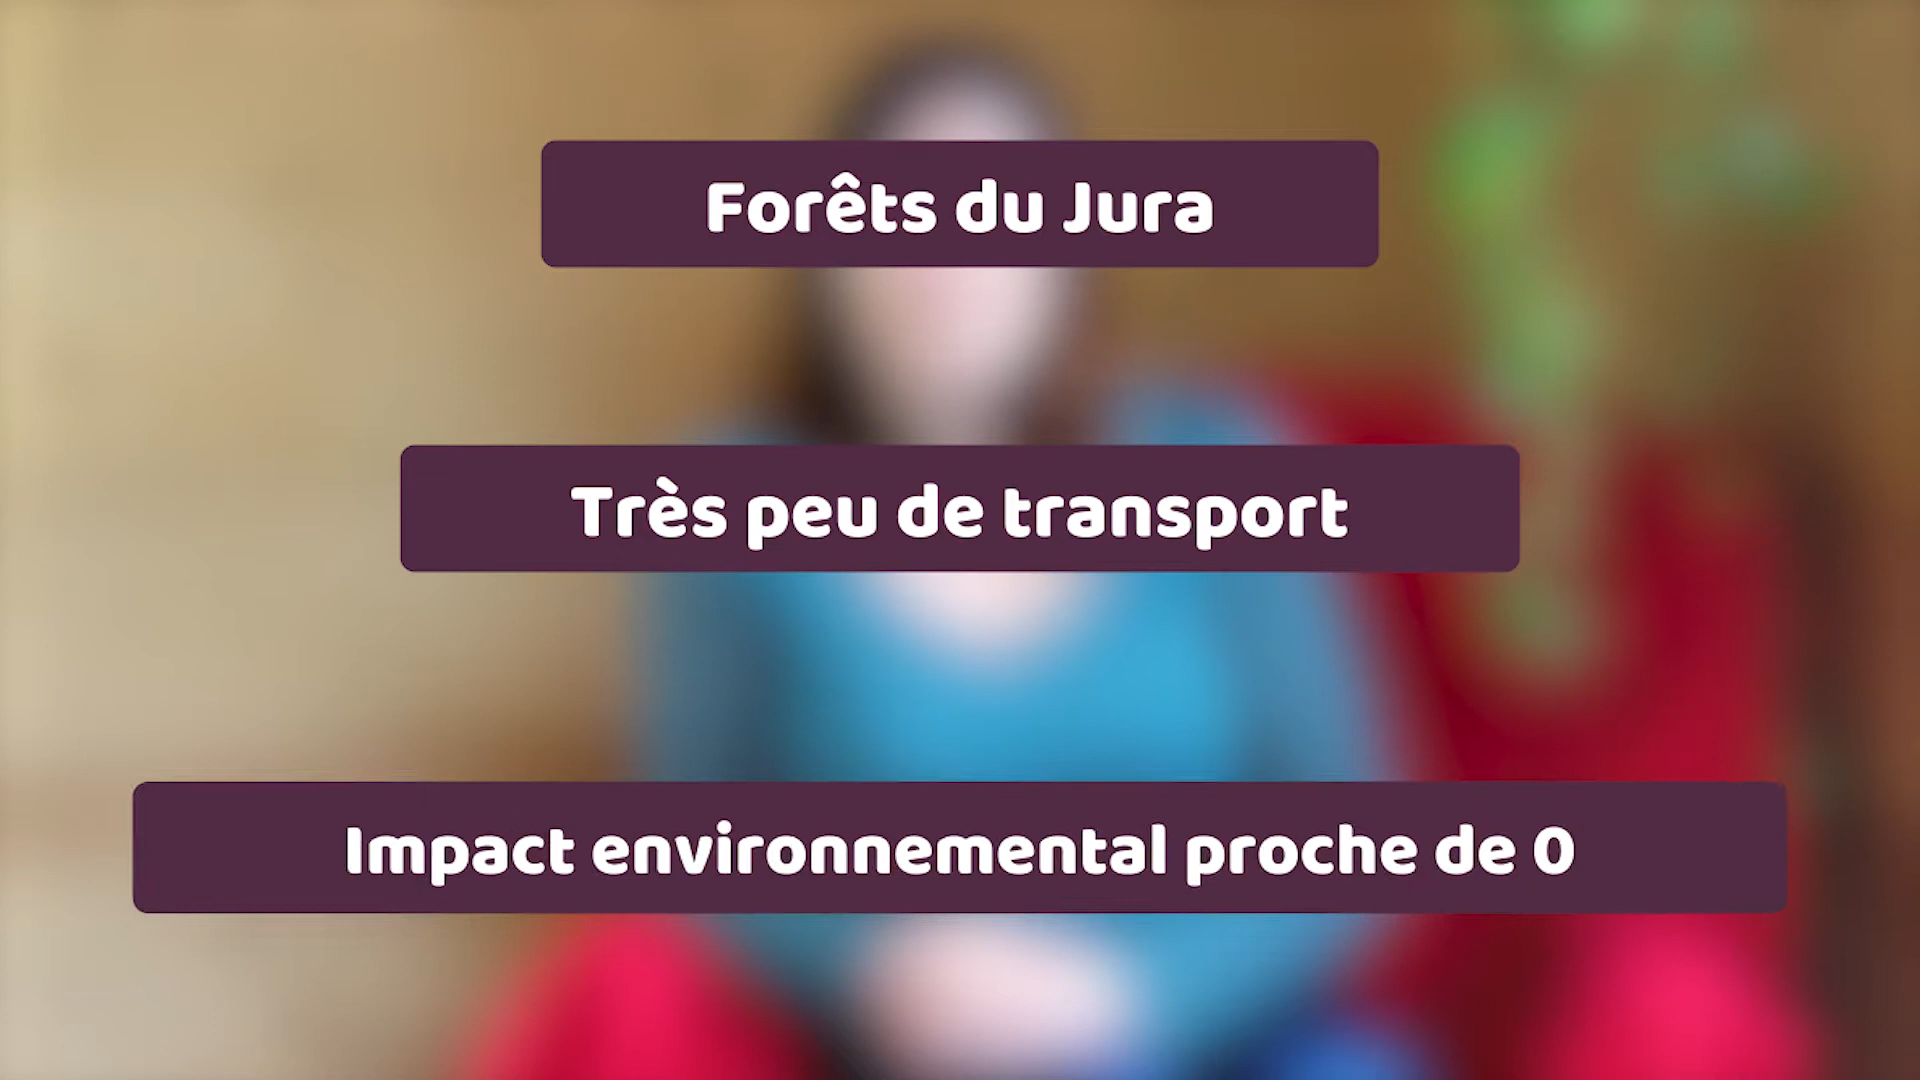 Forêts du Jura
Très peu de transport
Impact environnemental proche de 0